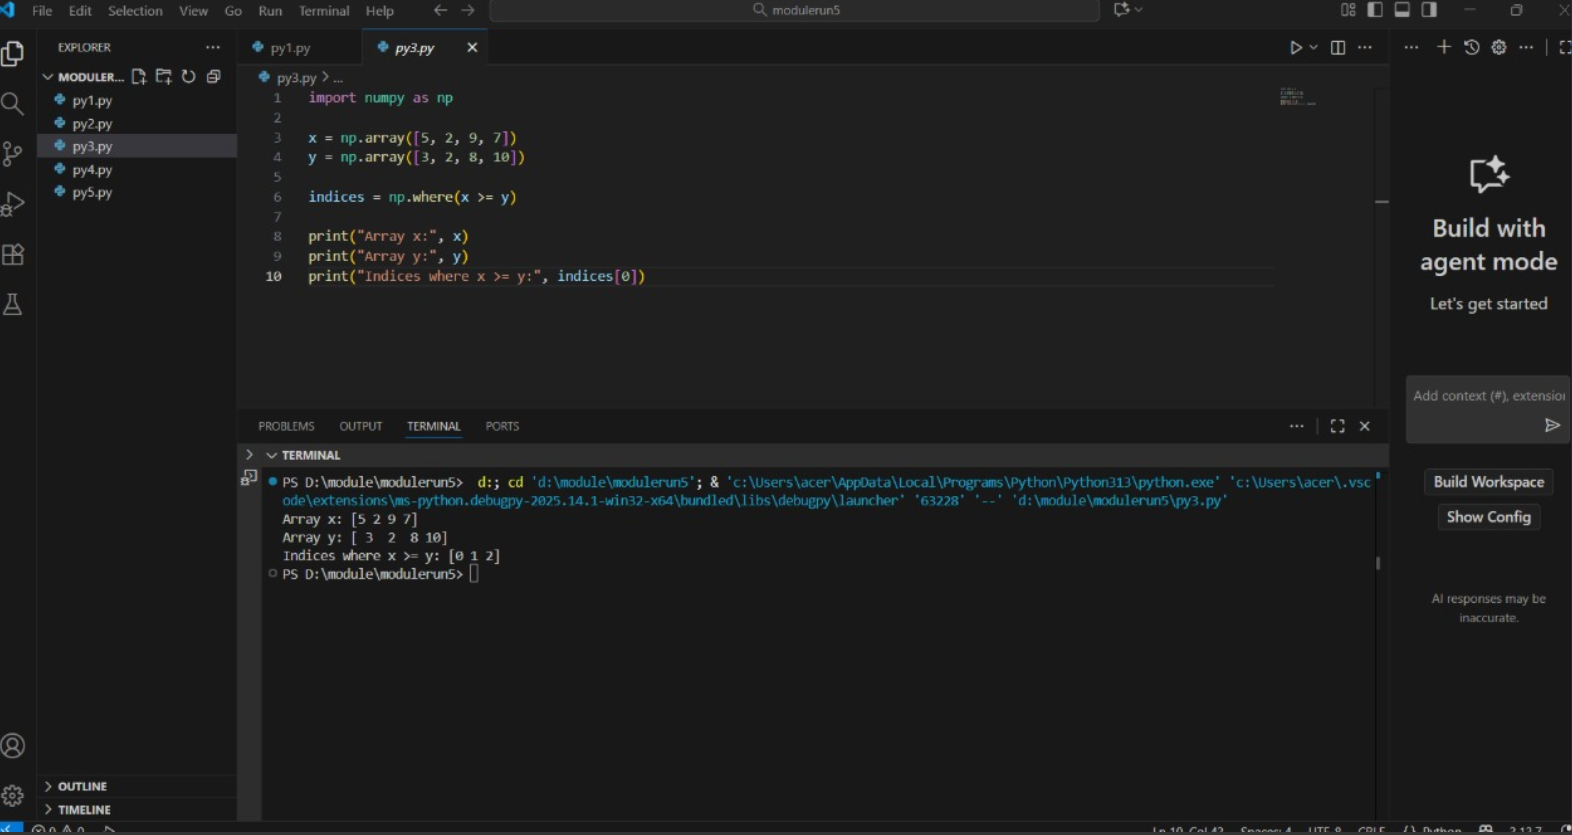 File Edit Selection View Go Run Terminal Help
modulerun5
EXPLORER
MODULER...
py1.py
py2.py
py3.py
py4.py
py5.py
OUTLINE
TIMELINE
py1.py
py3.py
py3.py > ...
1 import numpy as np
2
3 x = np.array([5, 2, 9, 7])
4 y = np.array([3, 2, 8, 10])
5
6 indices = np.where(x >= y)
7
8 print("Array x:", x)
9 print("Array y:", y)
10 print("Indices where x >= y:", indices[0])
PROBLEMS OUTPUT TERMINAL PORTS
TERMINAL
PS D:\module\modulerun5> d:; cd 'd:\module\modulerun5'; & 'c:\Users\acer\AppData\Local\Programs\Python\Python313\python.exe' 'c:\Users\acer\.vsc
ode\extensions\ms-python.debugpy-2025.14.1-win32-x64\bundled\libs\debugpy\launcher' '63228' '--' 'd:\module\modulerun5\py3.py'
Array x: [5 2 9 7]
Array y: [ 3  2  8 10]
Indices where x >= y: [0 1 2]
PS D:\module\modulerun5>
Build with
agent mode
Let's get started
Add context (#), extensio
Build Workspace
Show Config
AI responses may be
inaccurate.
0 0
Ln 10, Col 43 Spaces: 4 UTF-8 CRLF {} Python 3.13.7